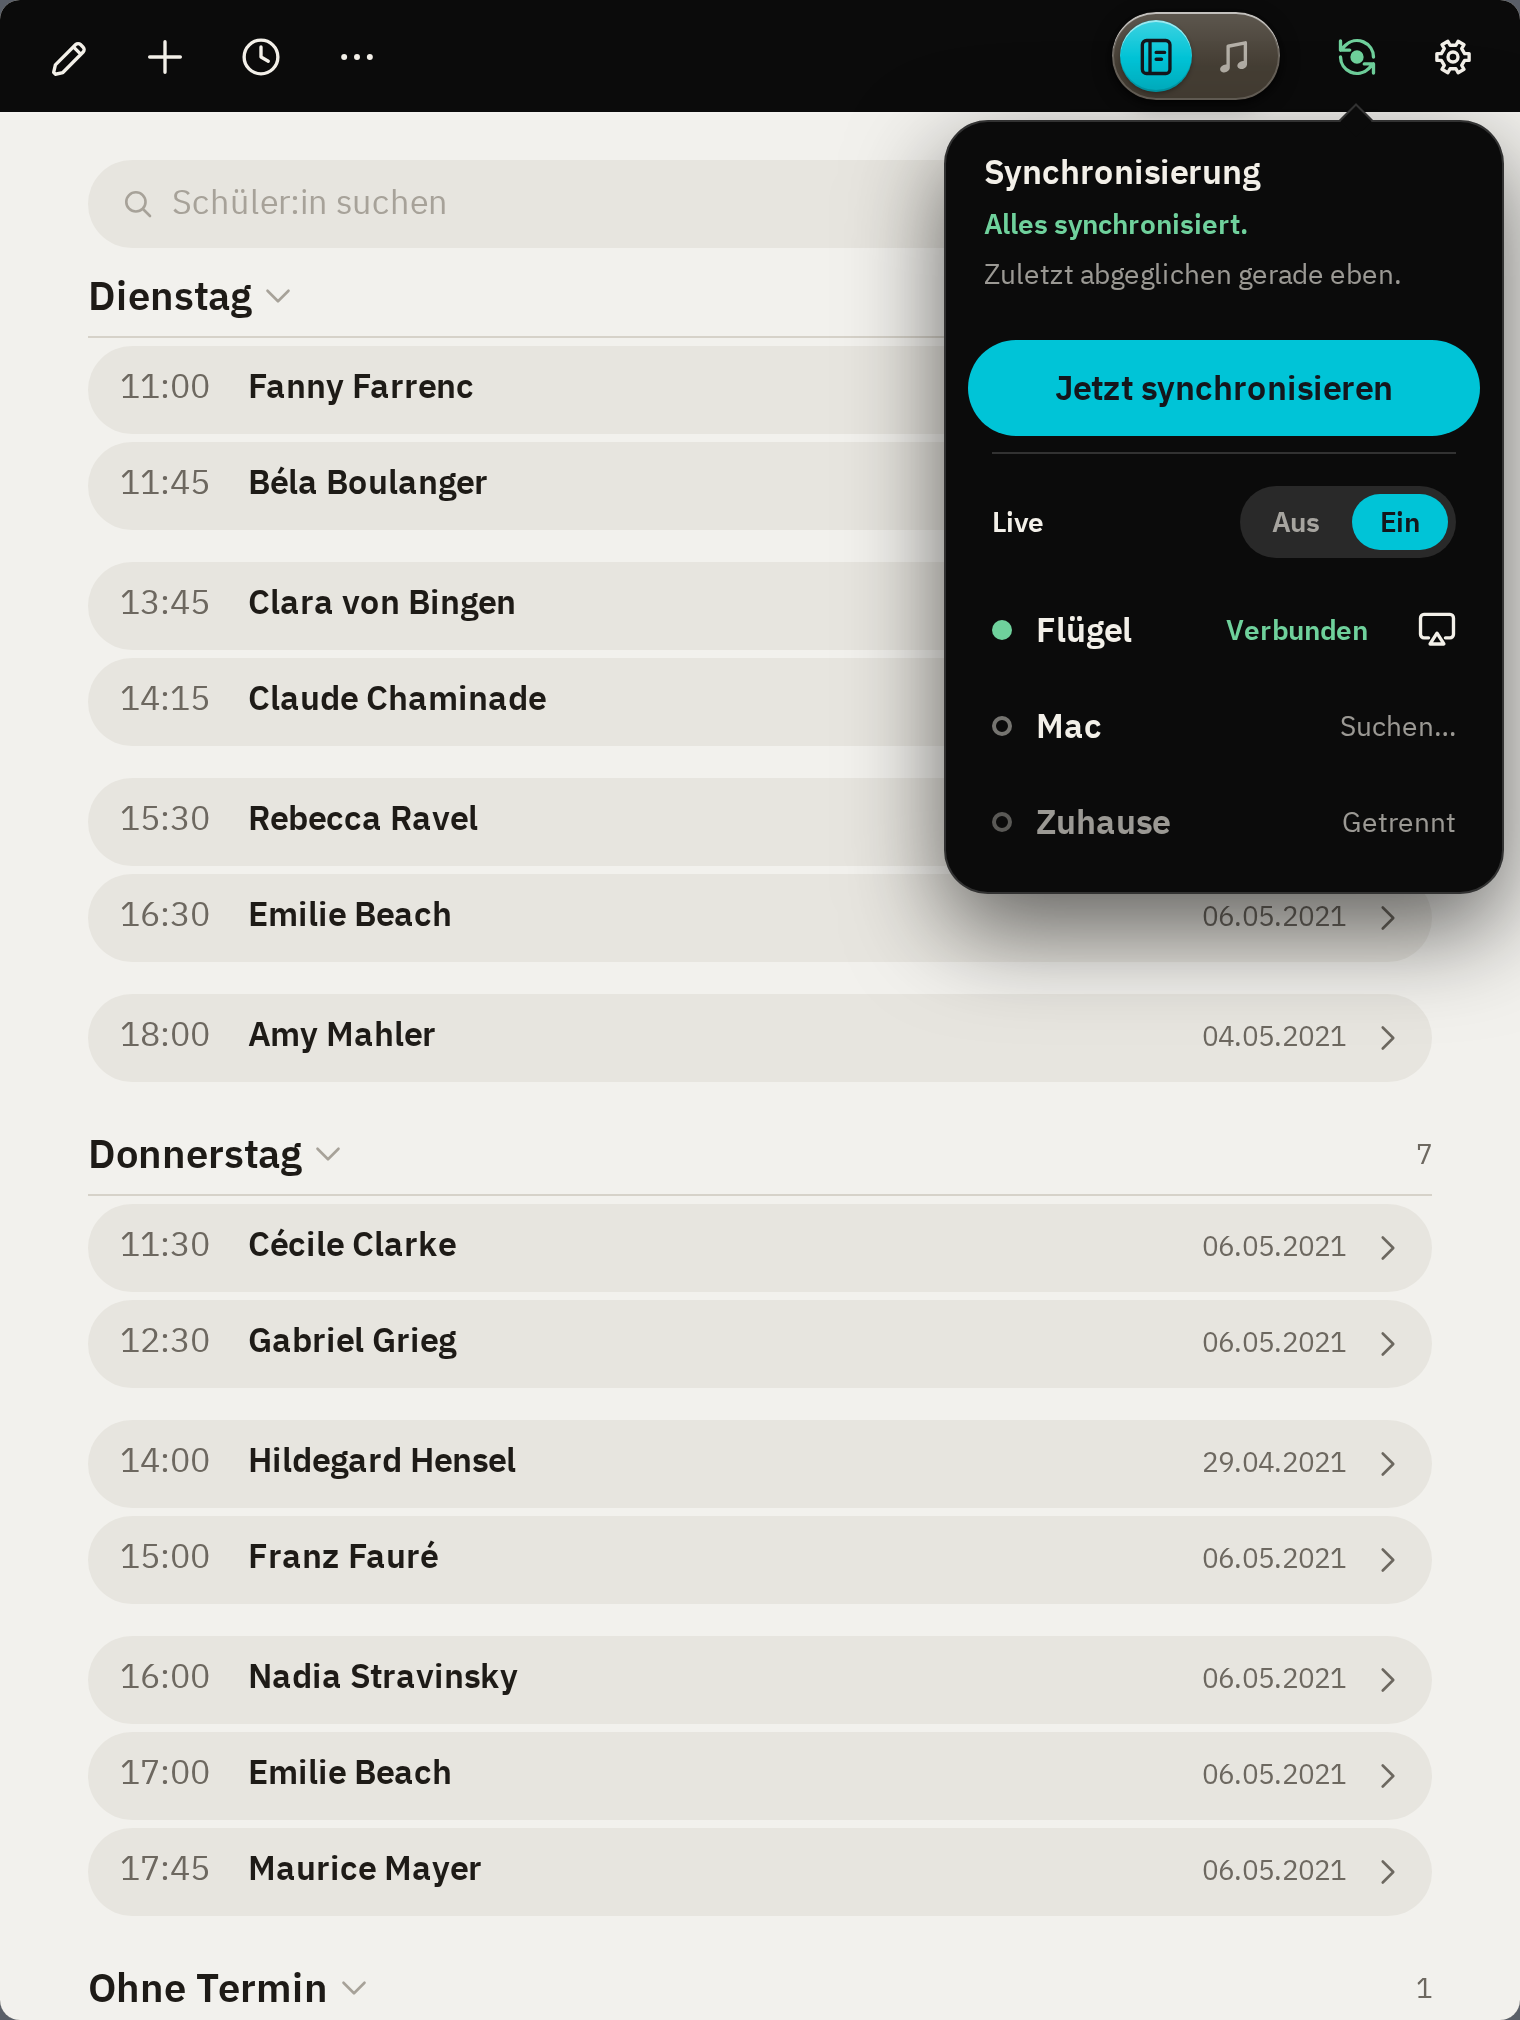 Schüler:in suchen
Dienstag
11:00 Fanny Farrenc
11:45 Béla Boulanger
13:45 Clara von Bingen
14:15 Claude Chaminade
15:30 Rebecca Ravel
16:30 Emilie Beach 06.05.2021
18:00 Amy Mahler 04.05.2021
Donnerstag 7
11:30 Cécile Clarke 06.05.2021
12:30 Gabriel Grieg 06.05.2021
14:00 Hildegard Hensel 29.04.2021
15:00 Franz Fauré 06.05.2021
16:00 Nadia Stravinsky 06.05.2021
17:00 Emilie Beach 06.05.2021
17:45 Maurice Mayer 06.05.2021
Ohne Termin 1
Synchronisierung
Alles synchronisiert.
Zuletzt abgeglichen gerade eben.
Jetzt synchronisieren
Live Aus Ein
Flügel Verbunden
Mac Suchen...
Zuhause Getrennt